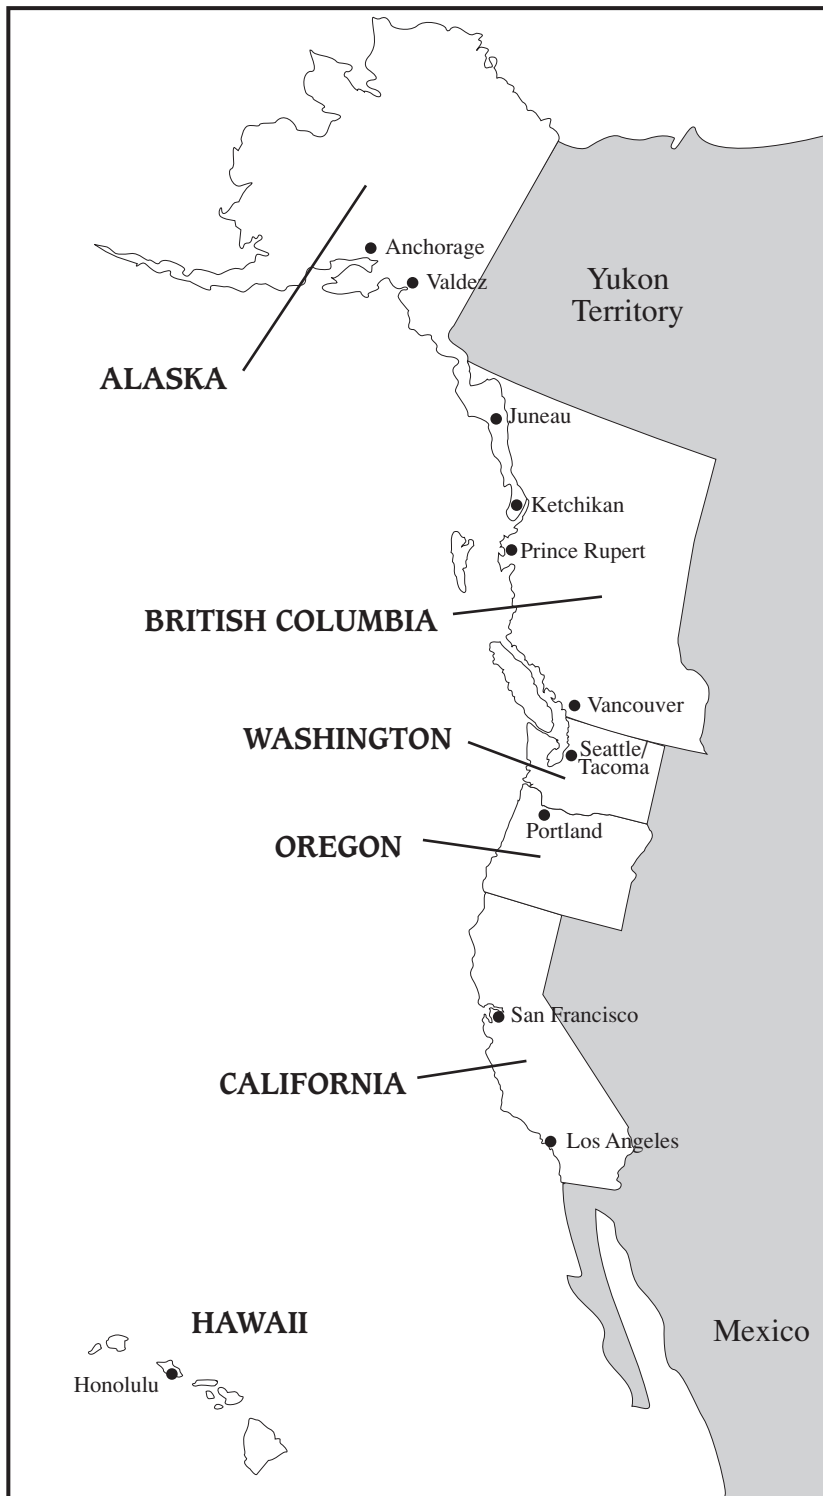 Anchorage
Valdez
Yukon
Territory
ALASKA
Juneau
Ketchikan
Prince Rupert
BRITISH COLUMBIA
Vancouver
WASHINGTON
Seattle/
Tacoma
Portland
OREGON
San Francisco
CALIFORNIA
Los Angeles
HAWAII
Mexico
Honolulu